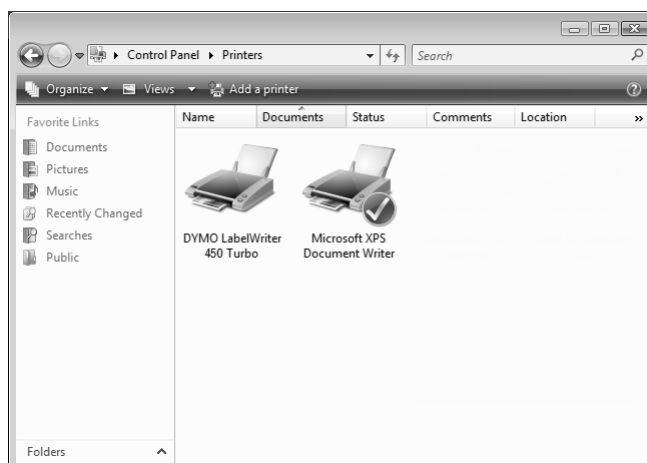 Control Panel Printers Search
Organize Views Add a printer
Favorite Links
Documents
Pictures
Music
Recently Changed
Searches
Public
Folders
Name Documents Status Comments Location »
DYMO LabelWriter
450 Turbo
Microsoft XPS
Document Writer